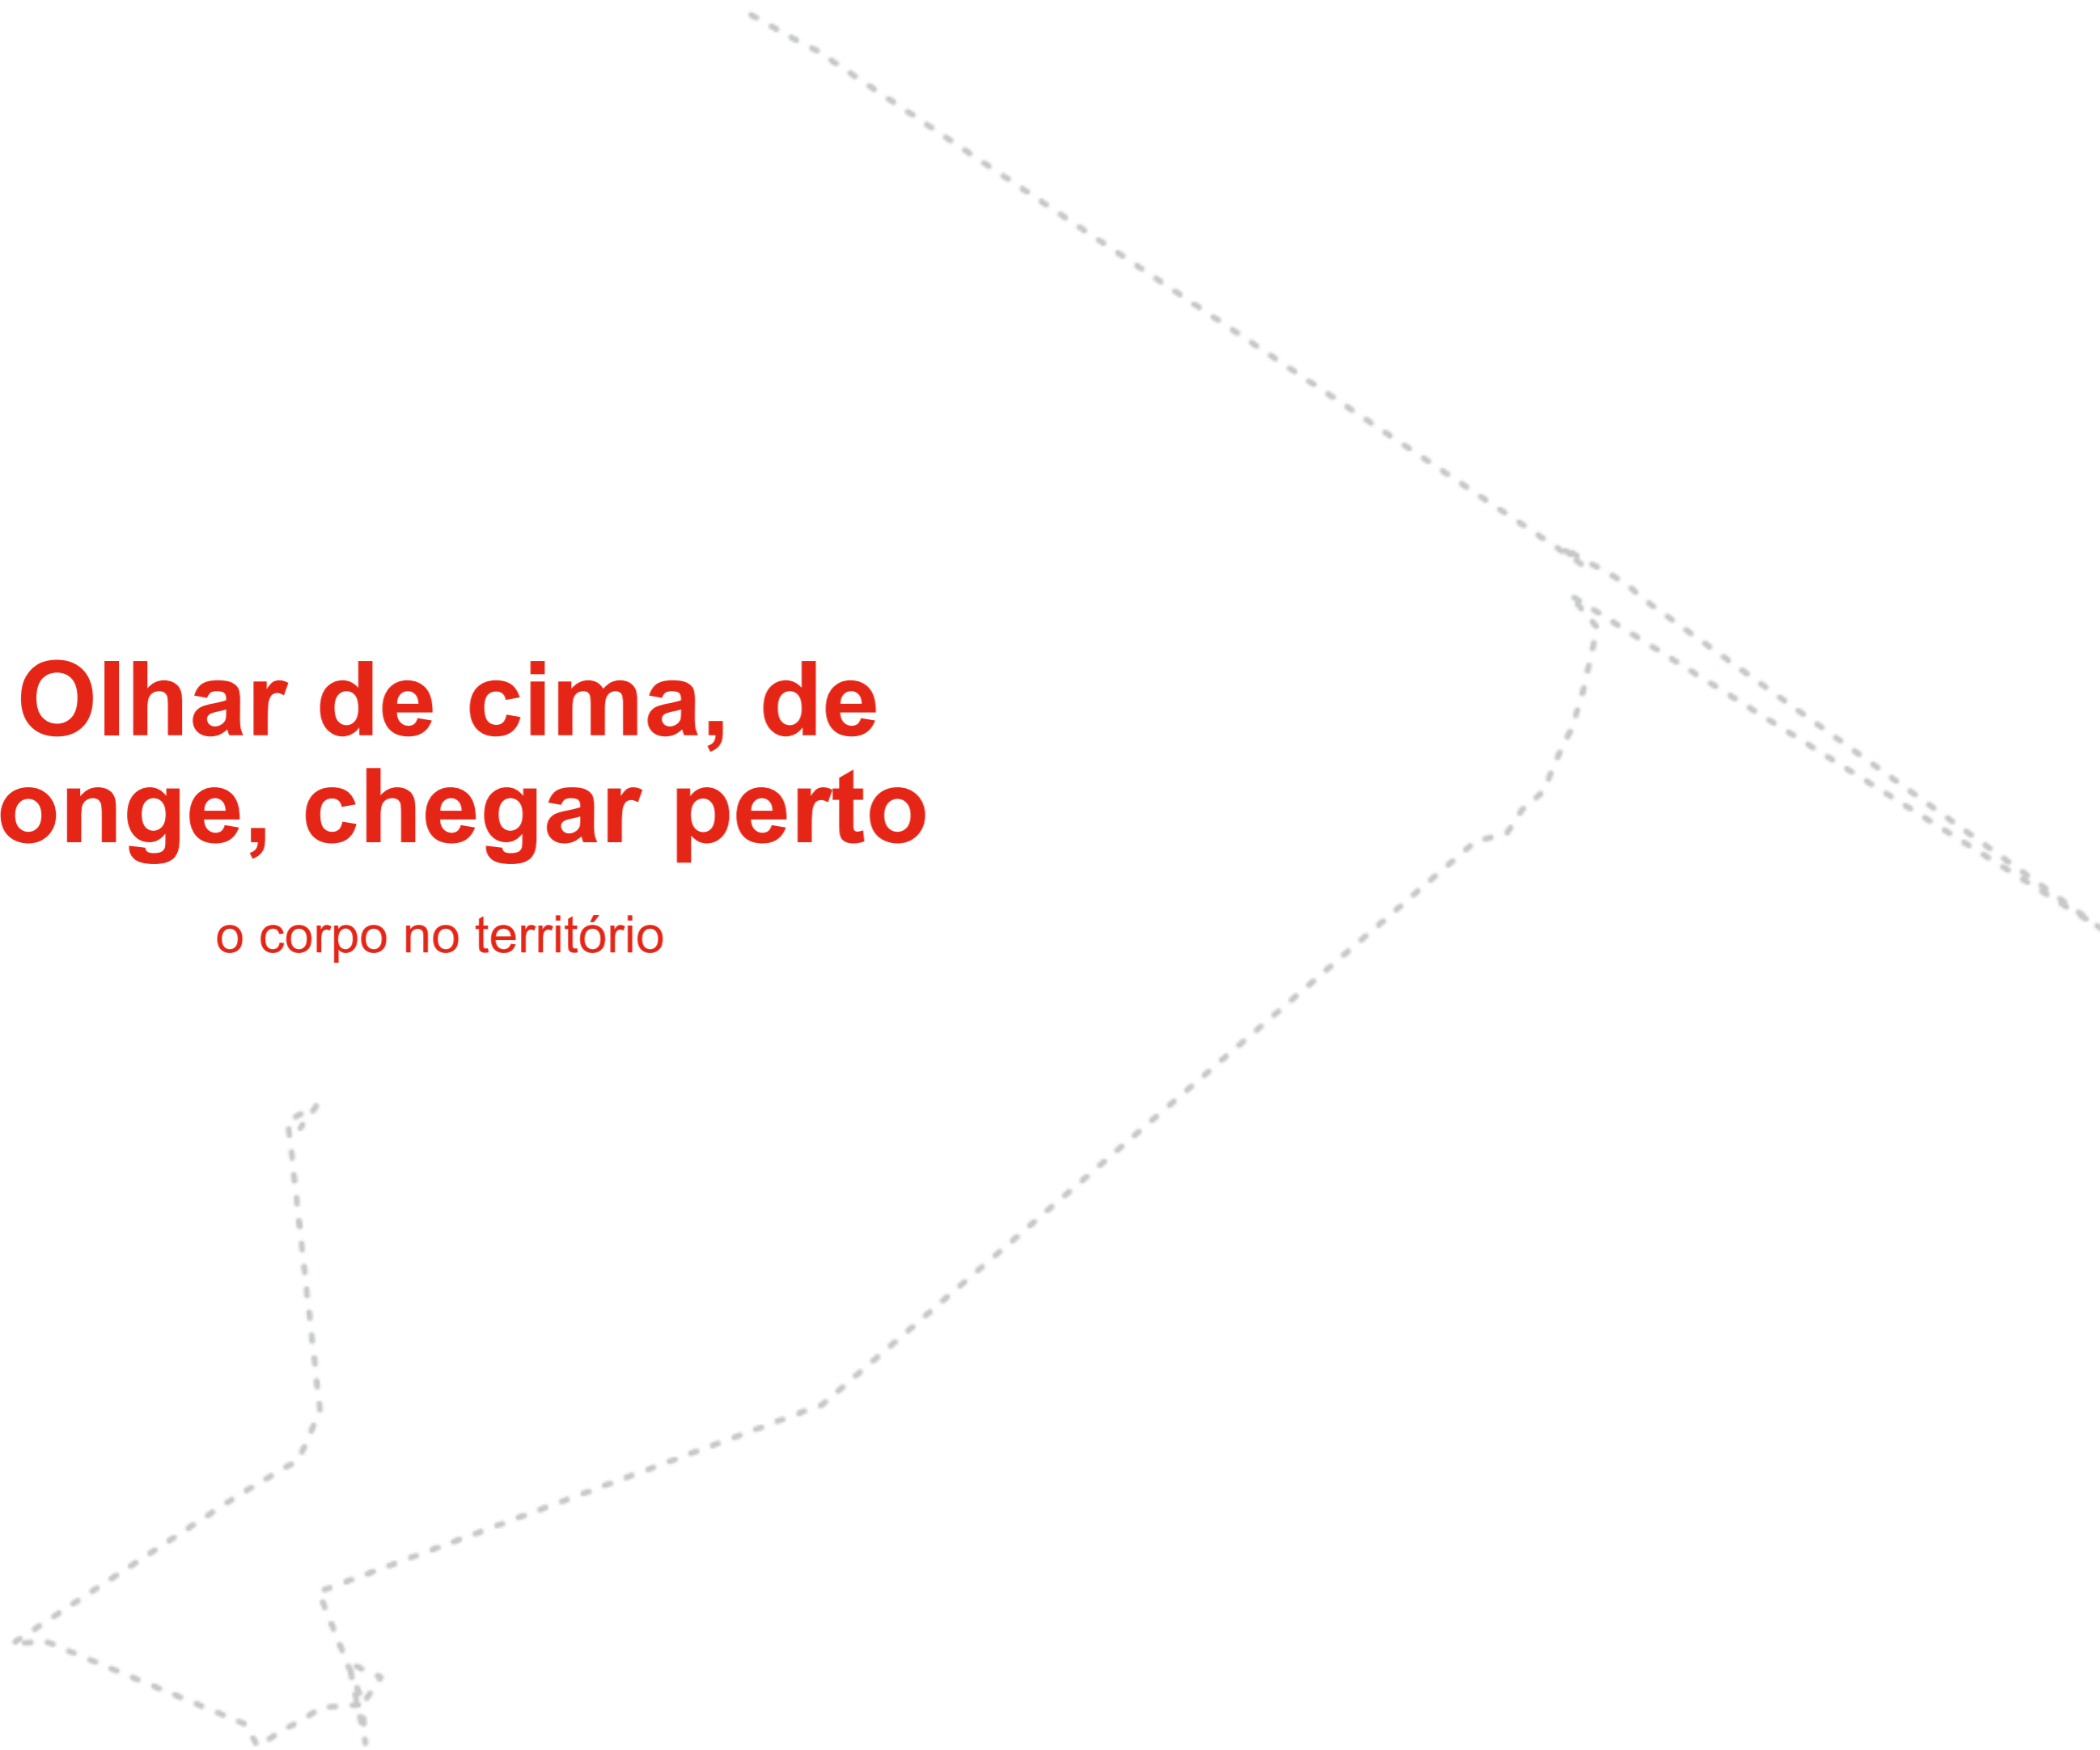 Olhar de cima, de
onge, chegar perto
o corpo no território